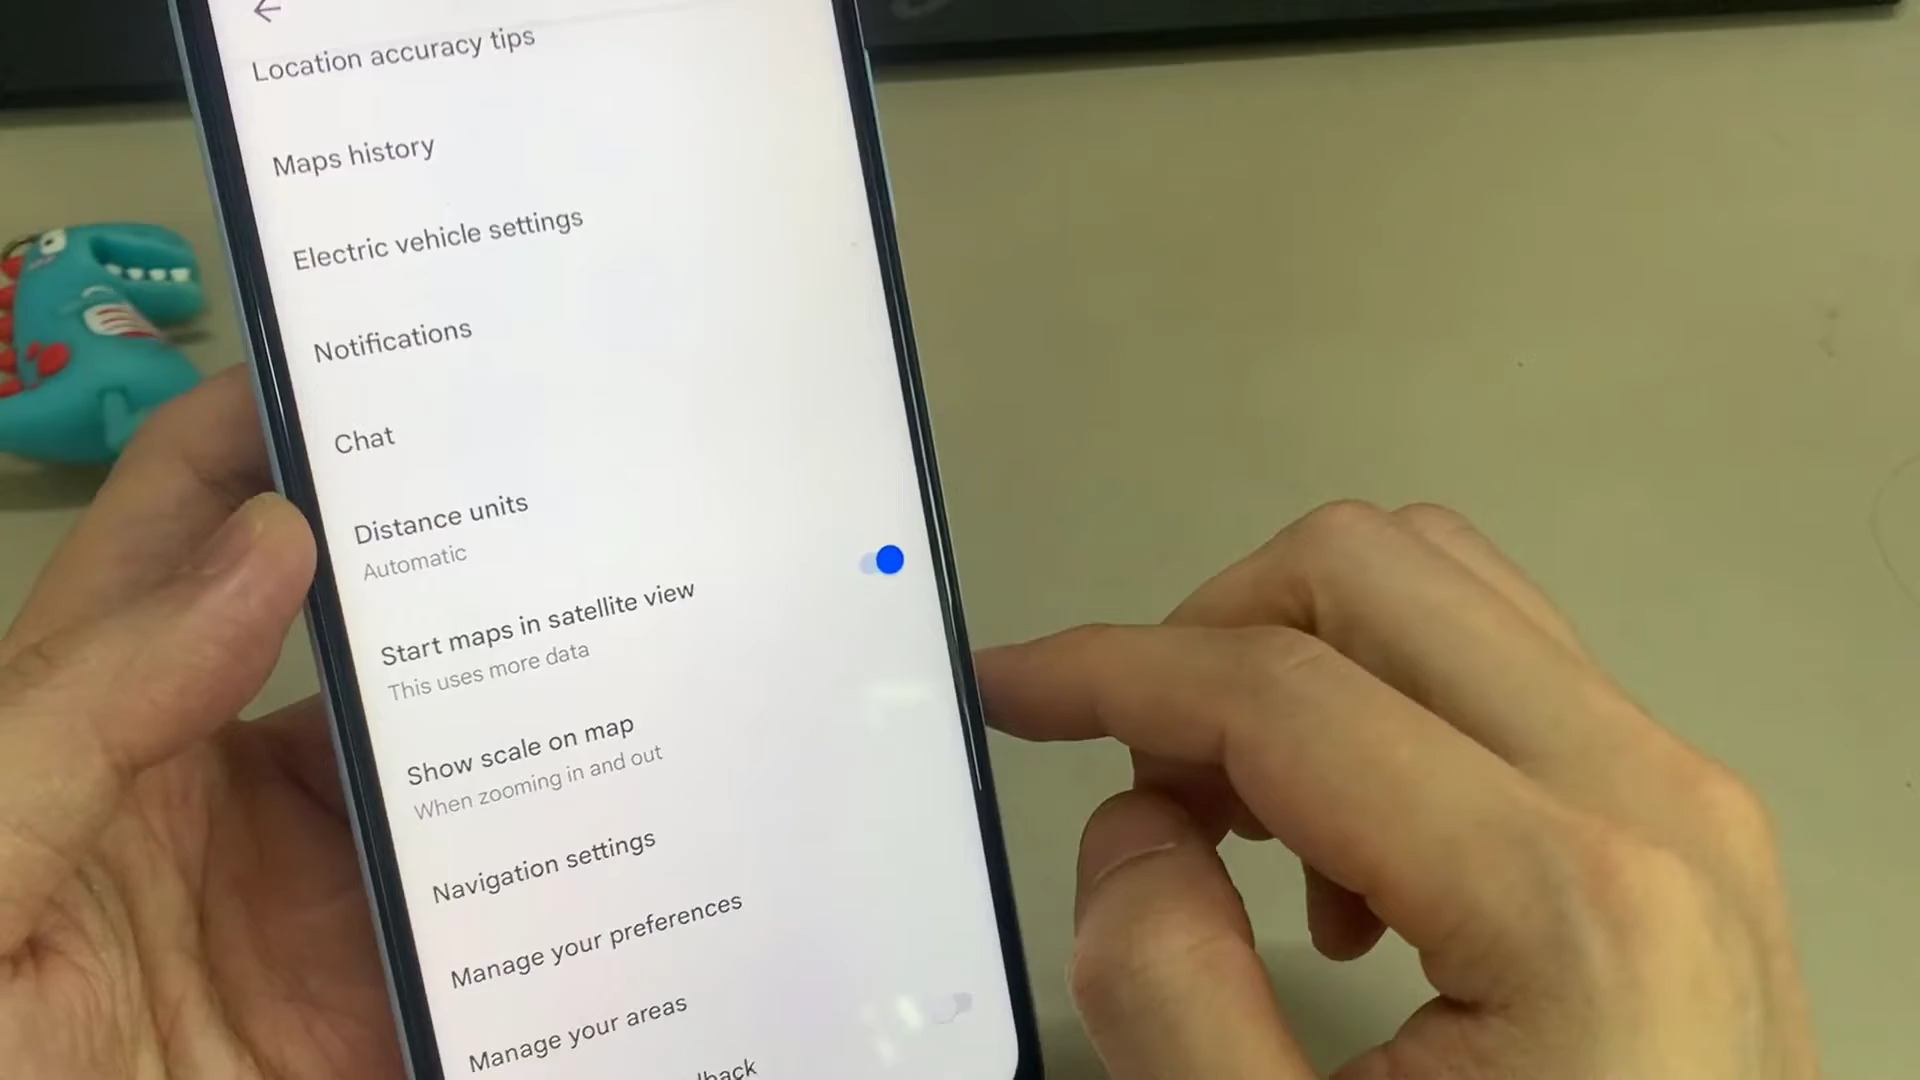 Location accuracy tips
Maps history
Electric vehicle settings
Notifications
Chat
Distance units
Automatic
Start maps in satellite view
This uses more data
Show scale on map
When zooming in and out
Navigation settings
Manage your preferences
Manage your areas